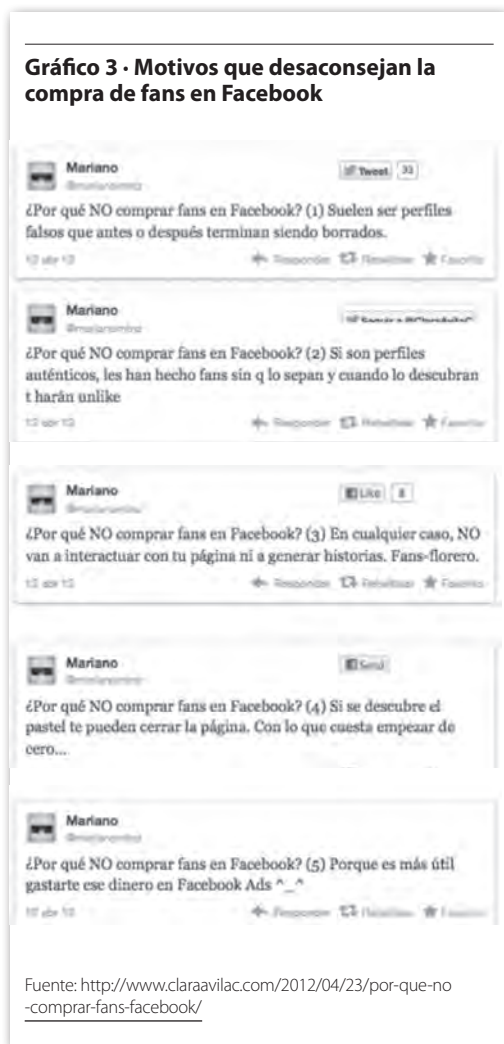 Gráfico 3 · Motivos que desaconsejan la
compra de fans en Facebook
Mariano
Tweet 33
¿Por qué NO comprar fans en Facebook? (1) Suelen ser perfiles
falsos que antes o después terminan siendo borrados.
Responder Retwittear Favorito
Mariano
¿Por qué NO comprar fans en Facebook? (2) Si son perfiles
auténticos, les han hecho fans sin q lo sepan y cuando lo descubran
t harán unlike
Responder Retwittear Favorito
Mariano
Like 8
¿Por qué NO comprar fans en Facebook? (3) En cualquier caso, NO
van a interactuar con tu página ni a generar historias. Fans-florero.
Responder Retwittear Favorito
Mariano
Send
¿Por qué NO comprar fans en Facebook? (4) Si se descubre el
pastel te pueden cerrar la página. Con lo que cuesta empezar de
cero...
Mariano
¿Por qué NO comprar fans en Facebook? (5) Porque es más útil
gastarte ese dinero en Facebook Ads ^_^
Responder Retwittear Favorito
Fuente: http://www.claraavilac.com/2012/04/23/por-que-no
-comprar-fans-facebook/